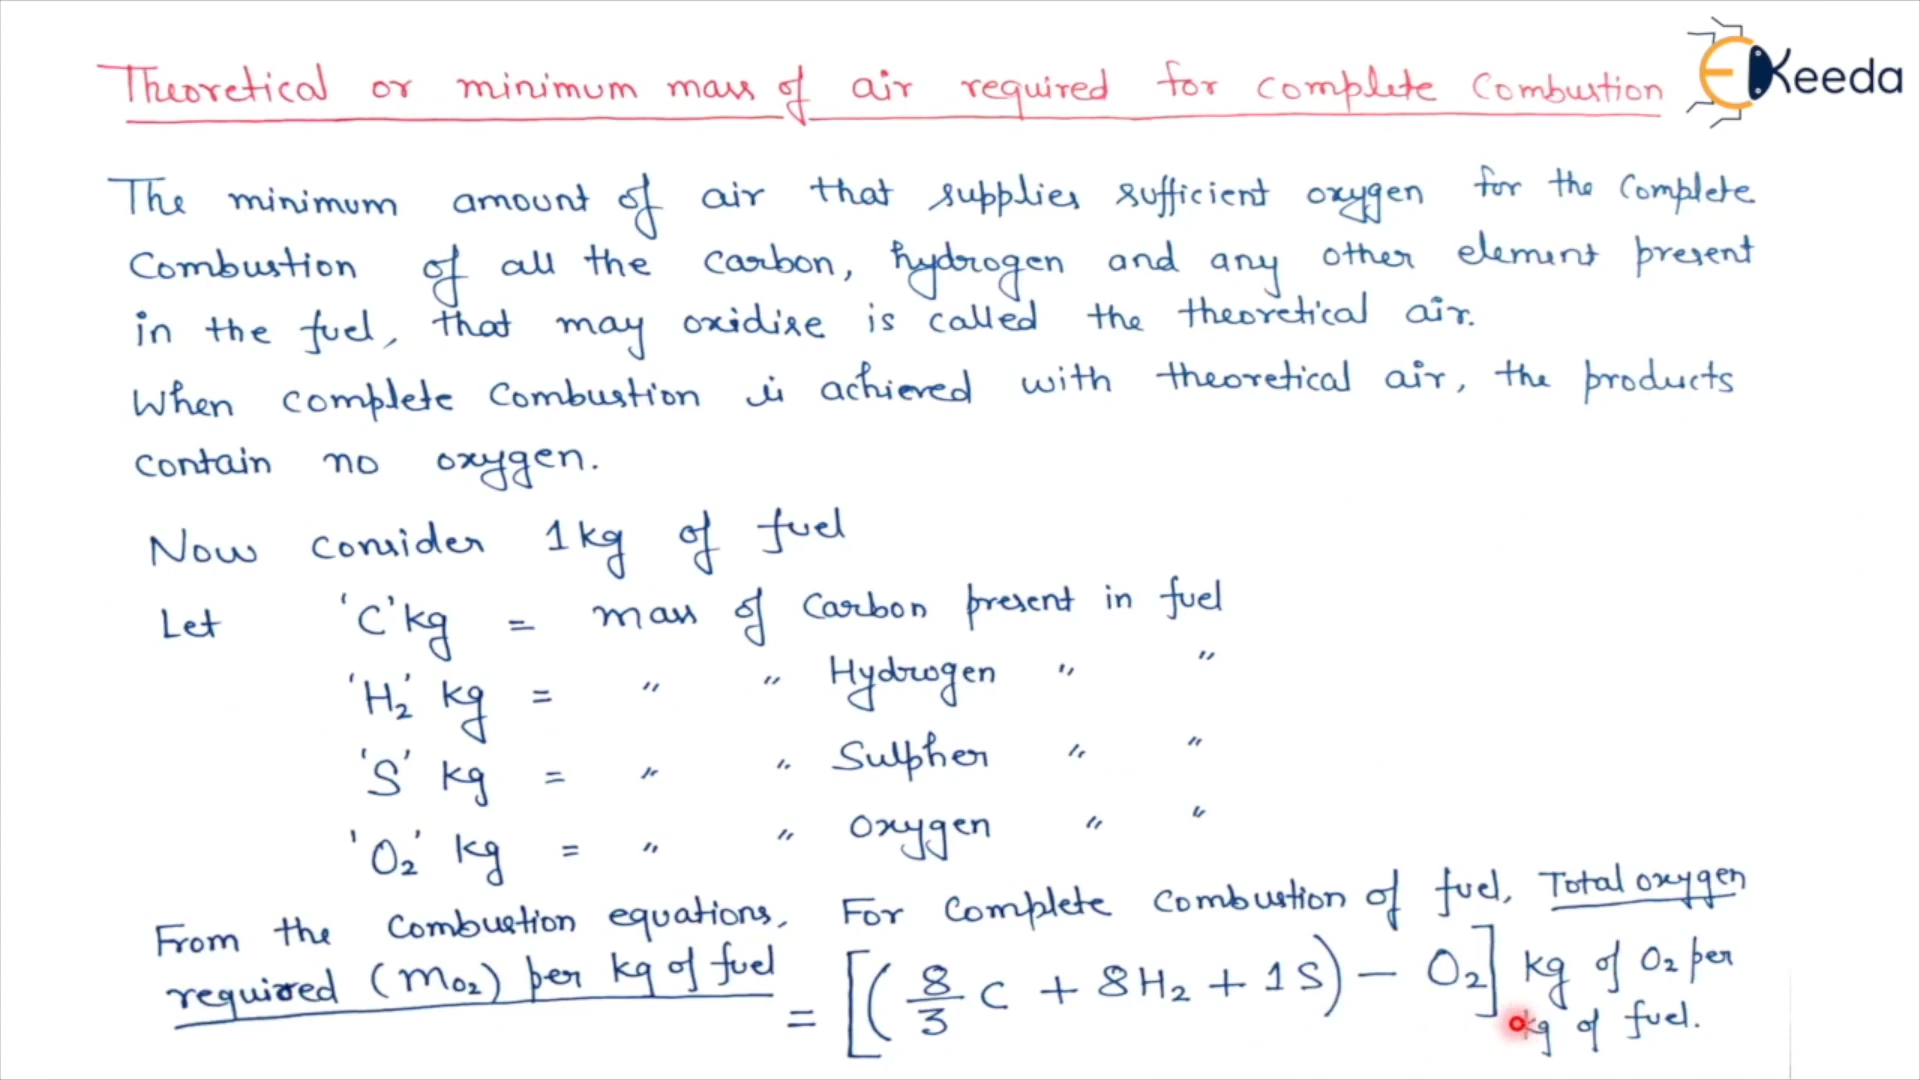 Theoretical or minimum mass of air required for complete Combustion
EKeeda
The minimum amount of air that supplies sufficient oxygen for the Complete
Combustion of all the carbon, hydrogen and any other element present
in the fuel, that may oxidise is called the theoretical air.
When complete Combustion is achieved with theoretical air, the products
contain no oxygen.
Now consider 1kg of fuel
Let 'C' kg = mass of Carbon present in fuel
'H₂' kg = " " Hydrogen " "
'S' kg = " " Sulpher " "
'O₂' kg = " " Oxygen " "
From the Combustion equations, For Complete Combustion of fuel, Total oxygen
required (mO₂) per kg of fuel = [(8/3 C + 8H₂ + 1S) − O₂] kg of O₂ per
kg of fuel.